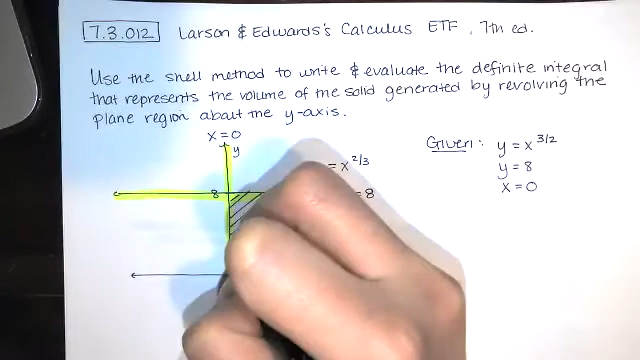 7.3.012 Larson & Edwards's Calculus ETF, 7th ed.
Use the shell method to write & evaluate the definite integral
that represents the volume of the solid generated by revolving the
plane region about the y-axis.
x=0
y
= x^{2/3}
8
= 8
Given: y = x^{3/2}
y = 8
x = 0